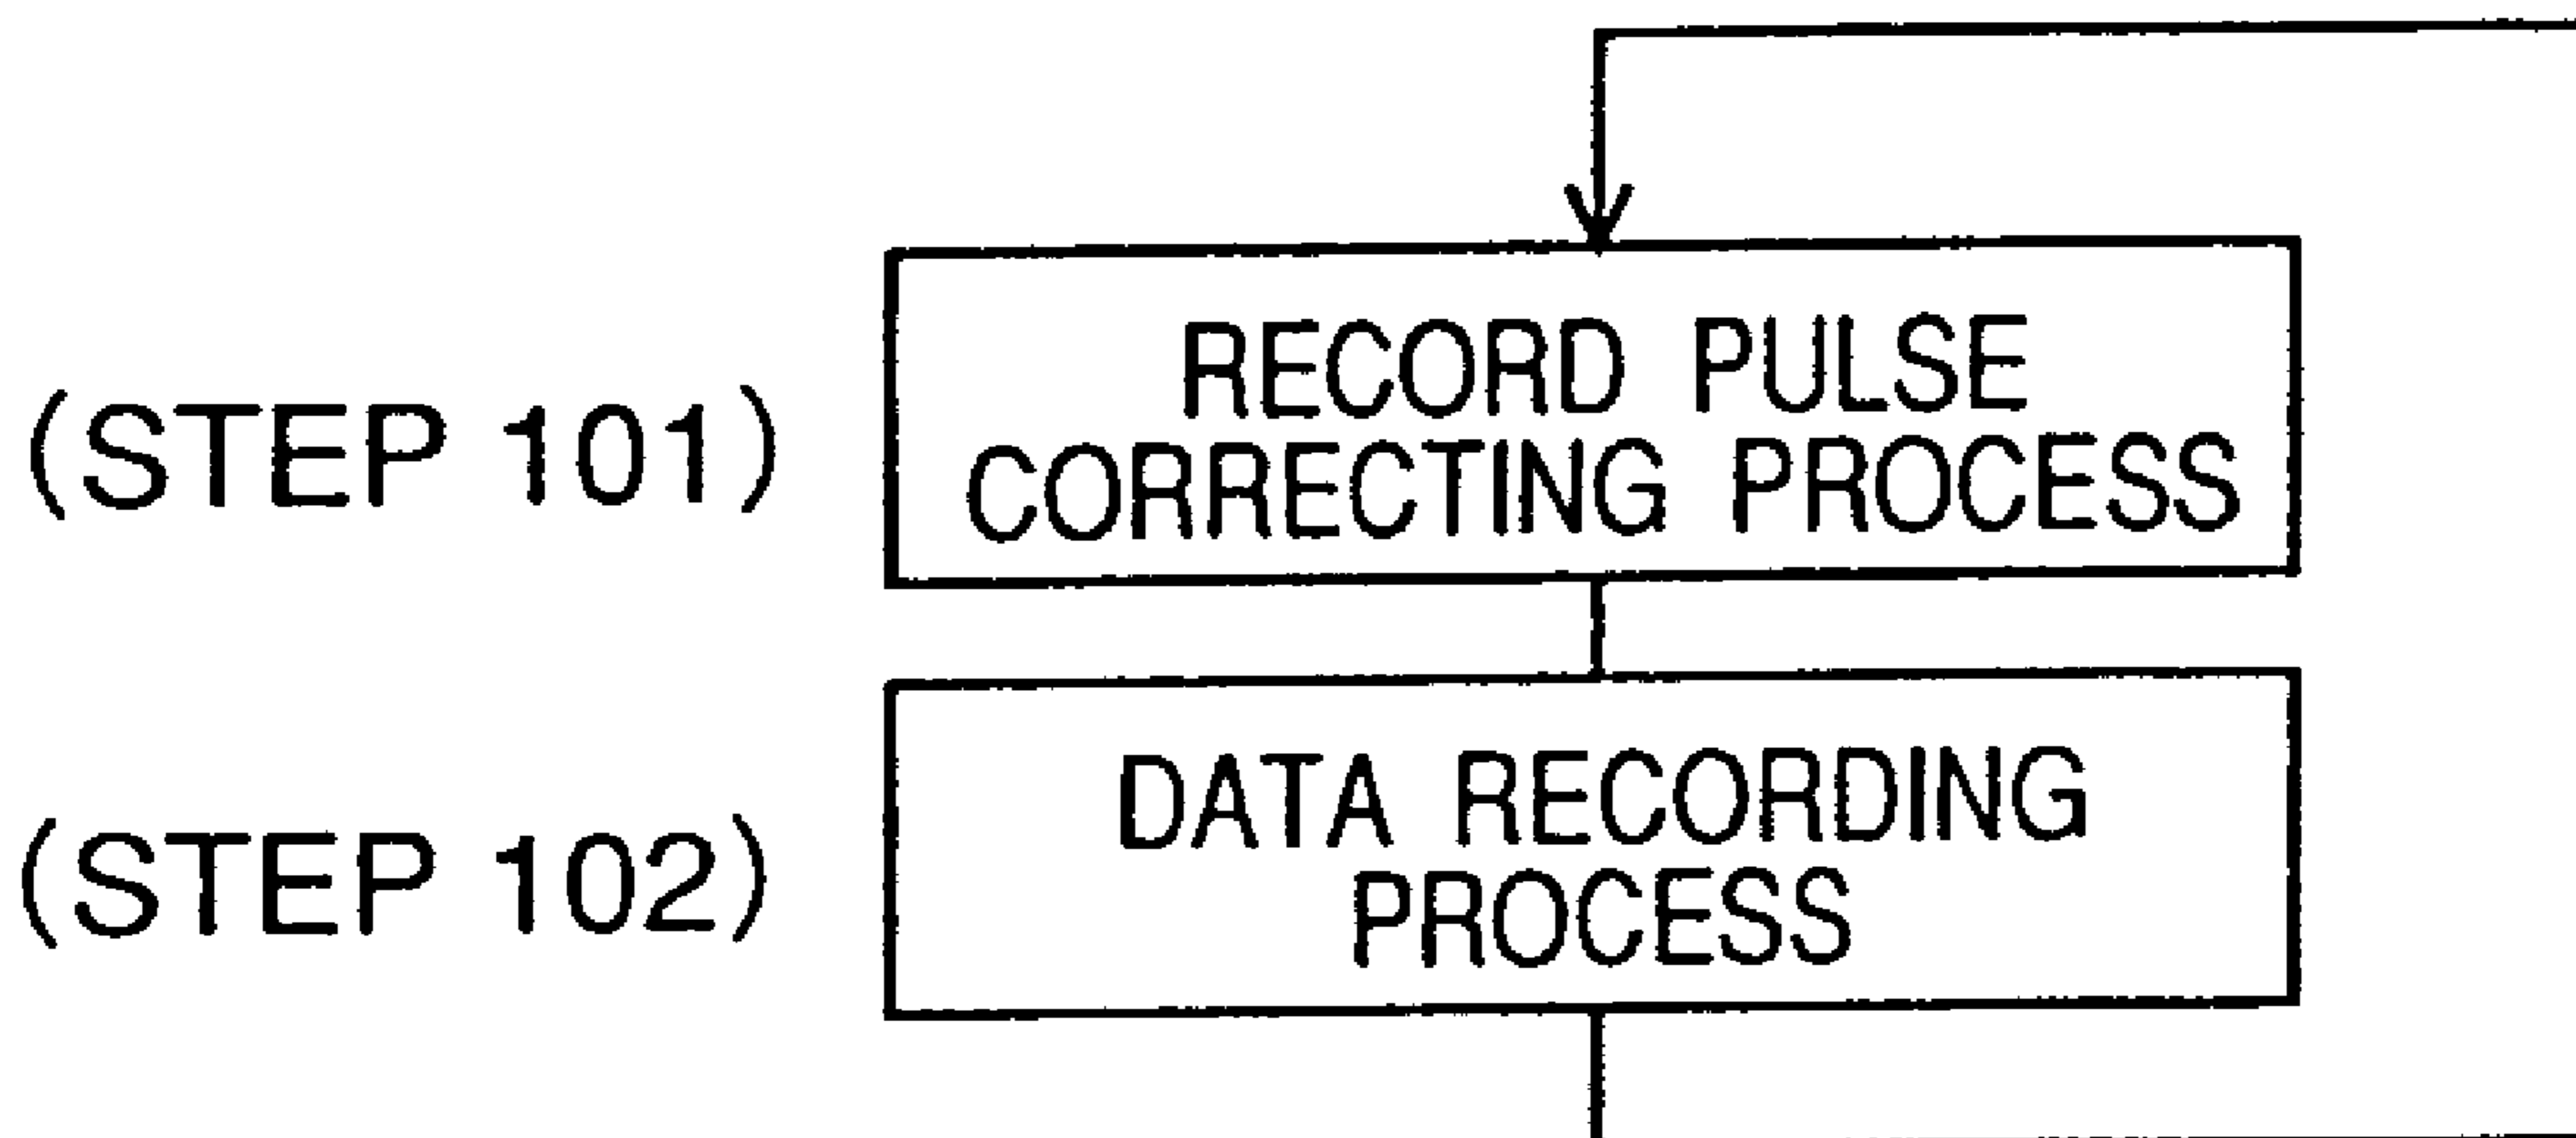 (STEP 101)
RECORD PULSE
CORRECTING PROCESS
(STEP 102)
DATA RECORDING
PROCESS